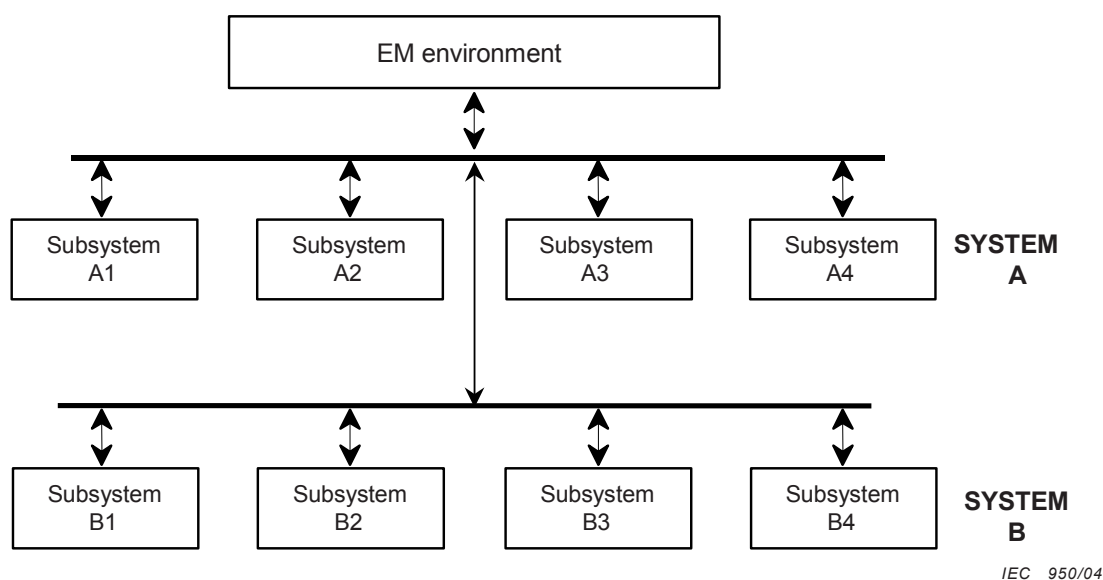 EM environment
Subsystem
A1
Subsystem
A2
Subsystem
A3
Subsystem
A4
SYSTEM
A
Subsystem
B1
Subsystem
B2
Subsystem
B3
Subsystem
B4
SYSTEM
B
IEC 950/04